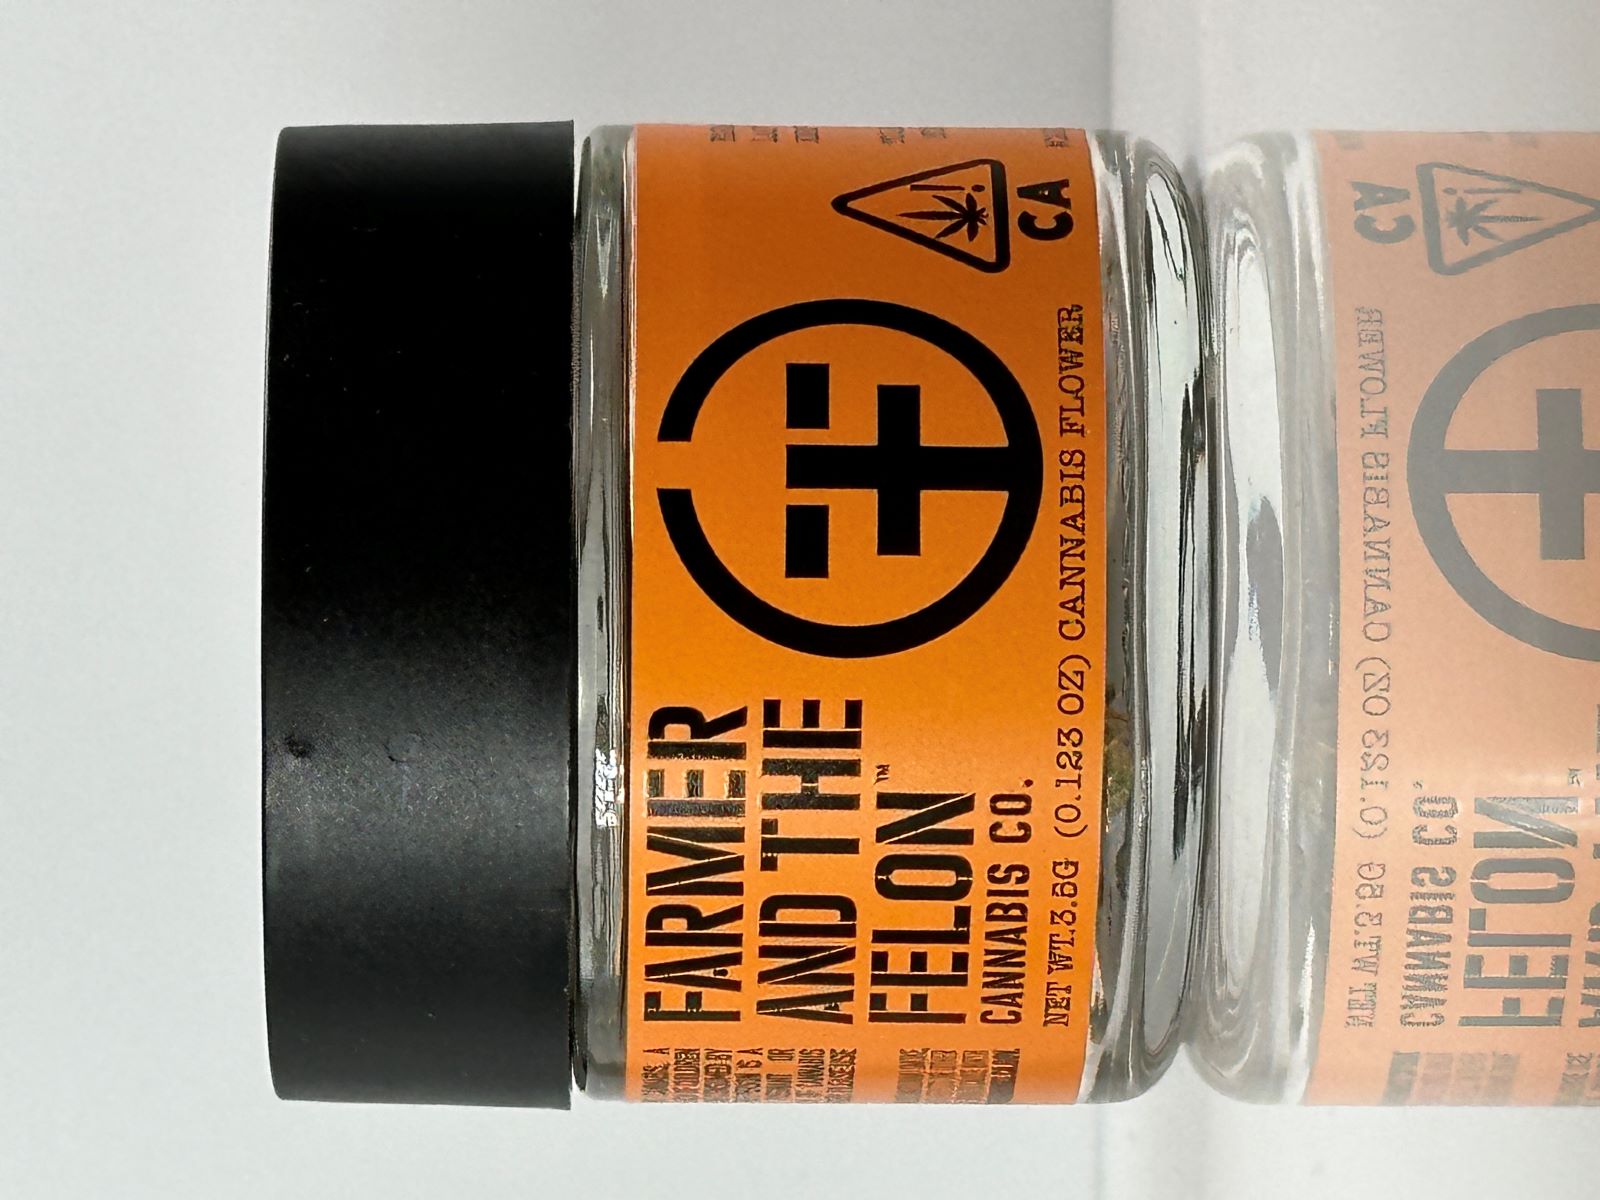 FARMER
AND THE
FELON™
CANNABIS CO.
NET WT. 3.5G (0.123 OZ) CANNABIS FLOWER
CA